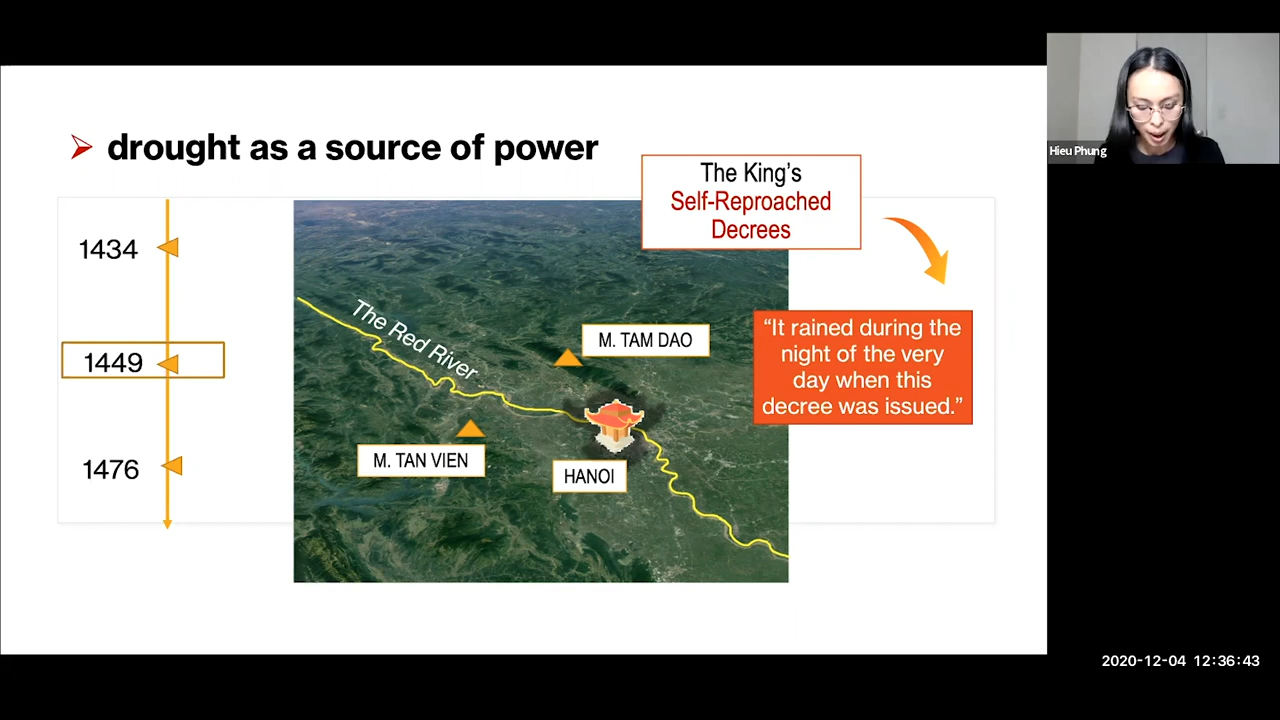 drought as a source of power
The King's
Self-Reproached
Decrees
1434
1449
1476
The Red River
M. TAM DAO
M. TAN VIEN
HANOI
“It rained during the
night of the very
day when this
decree was issued.”
Hieu Phung
2020-12-04 12:36:43